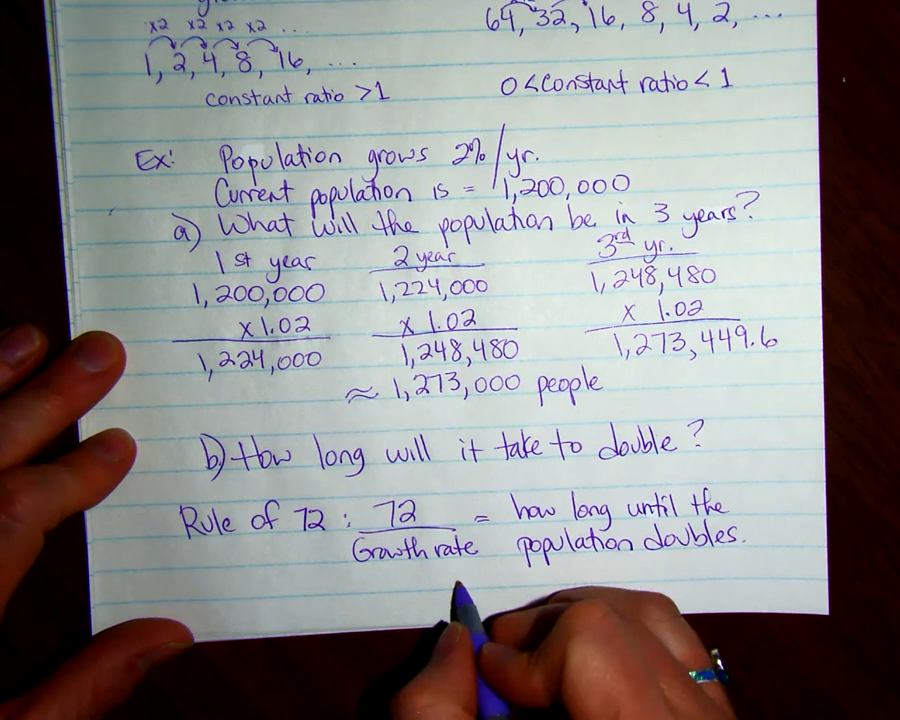 x2 x2 x2 x2 ...
1, 2, 4, 8, 16, ...
constant ratio >1
64, 32, 16, 8, 4, 2, ...
0 < constant ratio < 1
Ex: Population grows 2%/yr.
Current population is = 1,200,000
a) What will the population be in 3 years?
1st year
1,200,000
x 1.02
1,224,000
2 year
1,224,000
x 1.02
1,248,480
3rd yr.
1,248,480
x 1.02
1,273,449.6
≈ 1,273,000 people
b) How long will it take to double?
Rule of 72 : 72
Growth rate
= how long until the
population doubles.